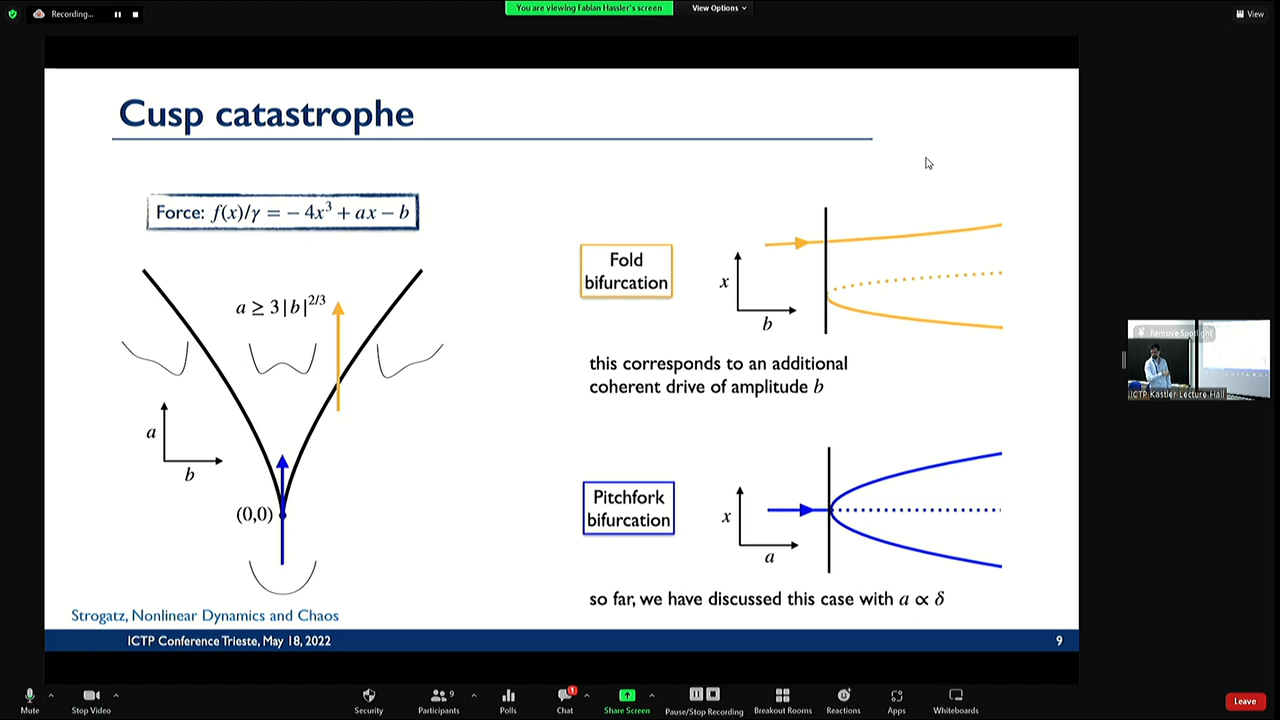 Recording...
You are viewing Fabian Hassler's screen
View Options
View
Cusp catastrophe
Force: f(x)/γ = − 4x³ + ax − b
a ≥ 3|b|^{2/3}
a
b
(0,0)
Strogatz, Nonlinear Dynamics and Chaos
Fold
bifurcation
x
b
this corresponds to an additional
coherent drive of amplitude b
Pitchfork
bifurcation
x
a
so far, we have discussed this case with a ∝ δ
ICTP Conference Trieste, May 18, 2022
9
Remove Spotlight
ICTP Kastler Lecture Hall
Mute
Stop Video
Security
9
Participants
Polls
1
Chat
Share Screen
Pause/Stop Recording
Breakout Rooms
Reactions
Apps
Whiteboards
Leave